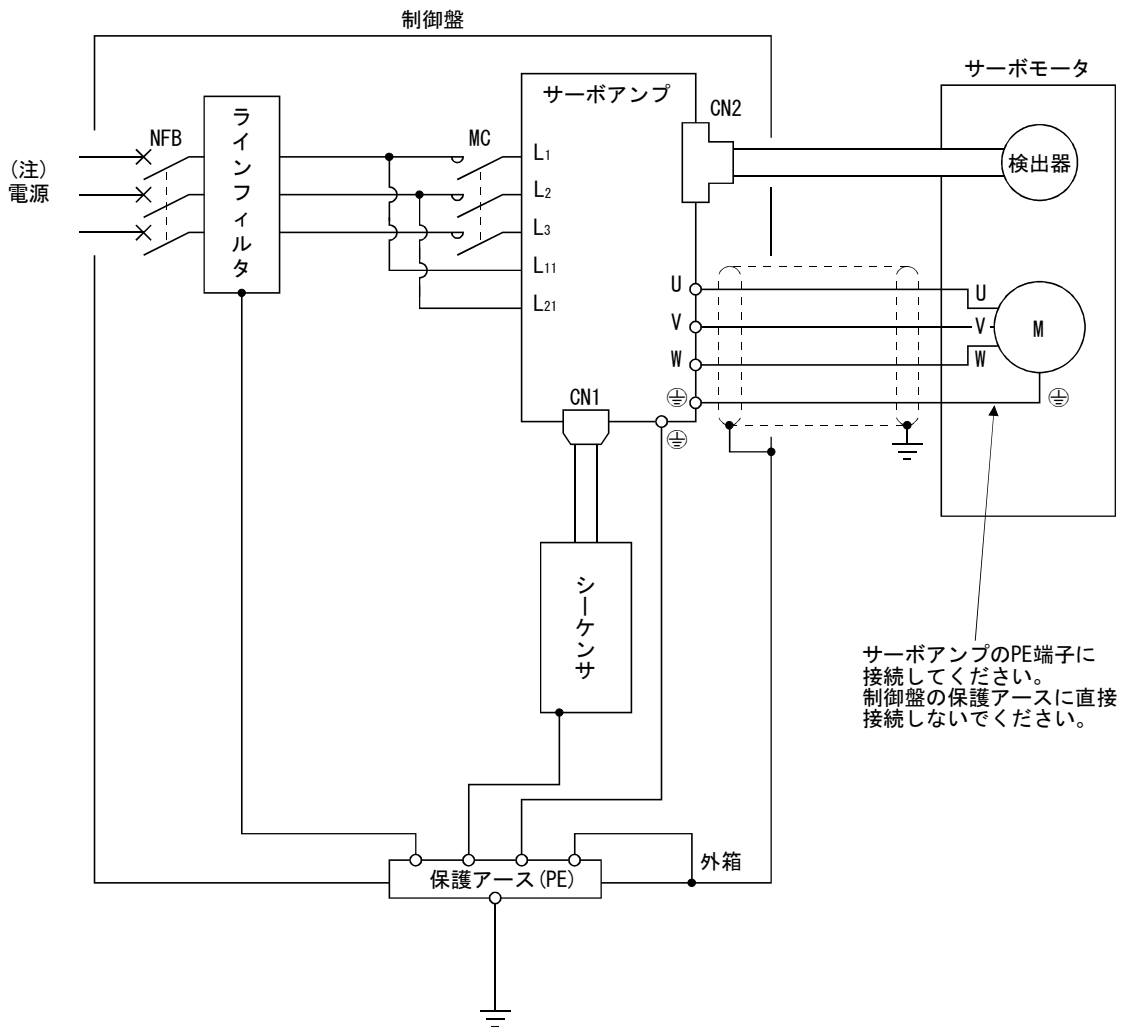 制御盤
サーボモータ
サーボアンプ
CN2
ラインフィルタ
NFB
MC
(注)
電源
L1
L2
L3
L11
L21
検出器
U
V
W
U
V
W
M
CN1
シーケンサ
サーボアンプのPE端子に
接続してください。
制御盤の保護アースに直接
接続しないでください。
外箱
保護アース(PE)